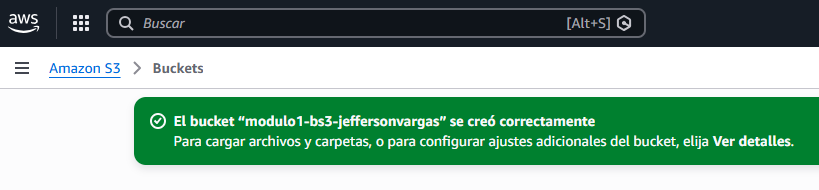 aws
Buscar [Alt+S]
Amazon S3 > Buckets
El bucket “modulo1-bs3-jeffersonvargas” se creó correctamente
Para cargar archivos y carpetas, o para configurar ajustes adicionales del bucket, elija Ver detalles.